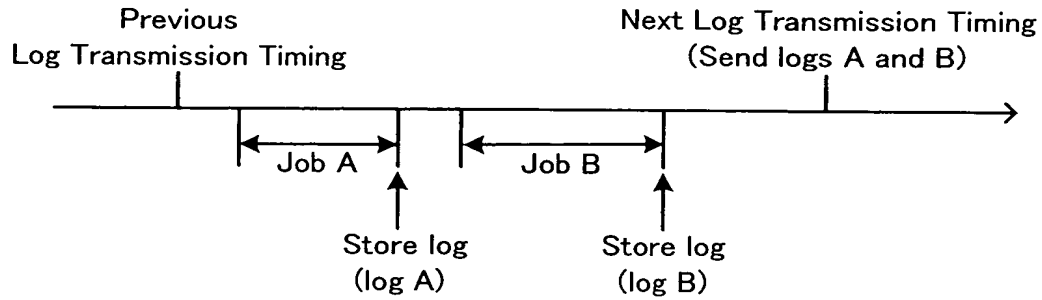 Previous
Log Transmission Timing
Next Log Transmission Timing
(Send logs A and B)
Job A
Job B
Store log
(log A)
Store log
(log B)